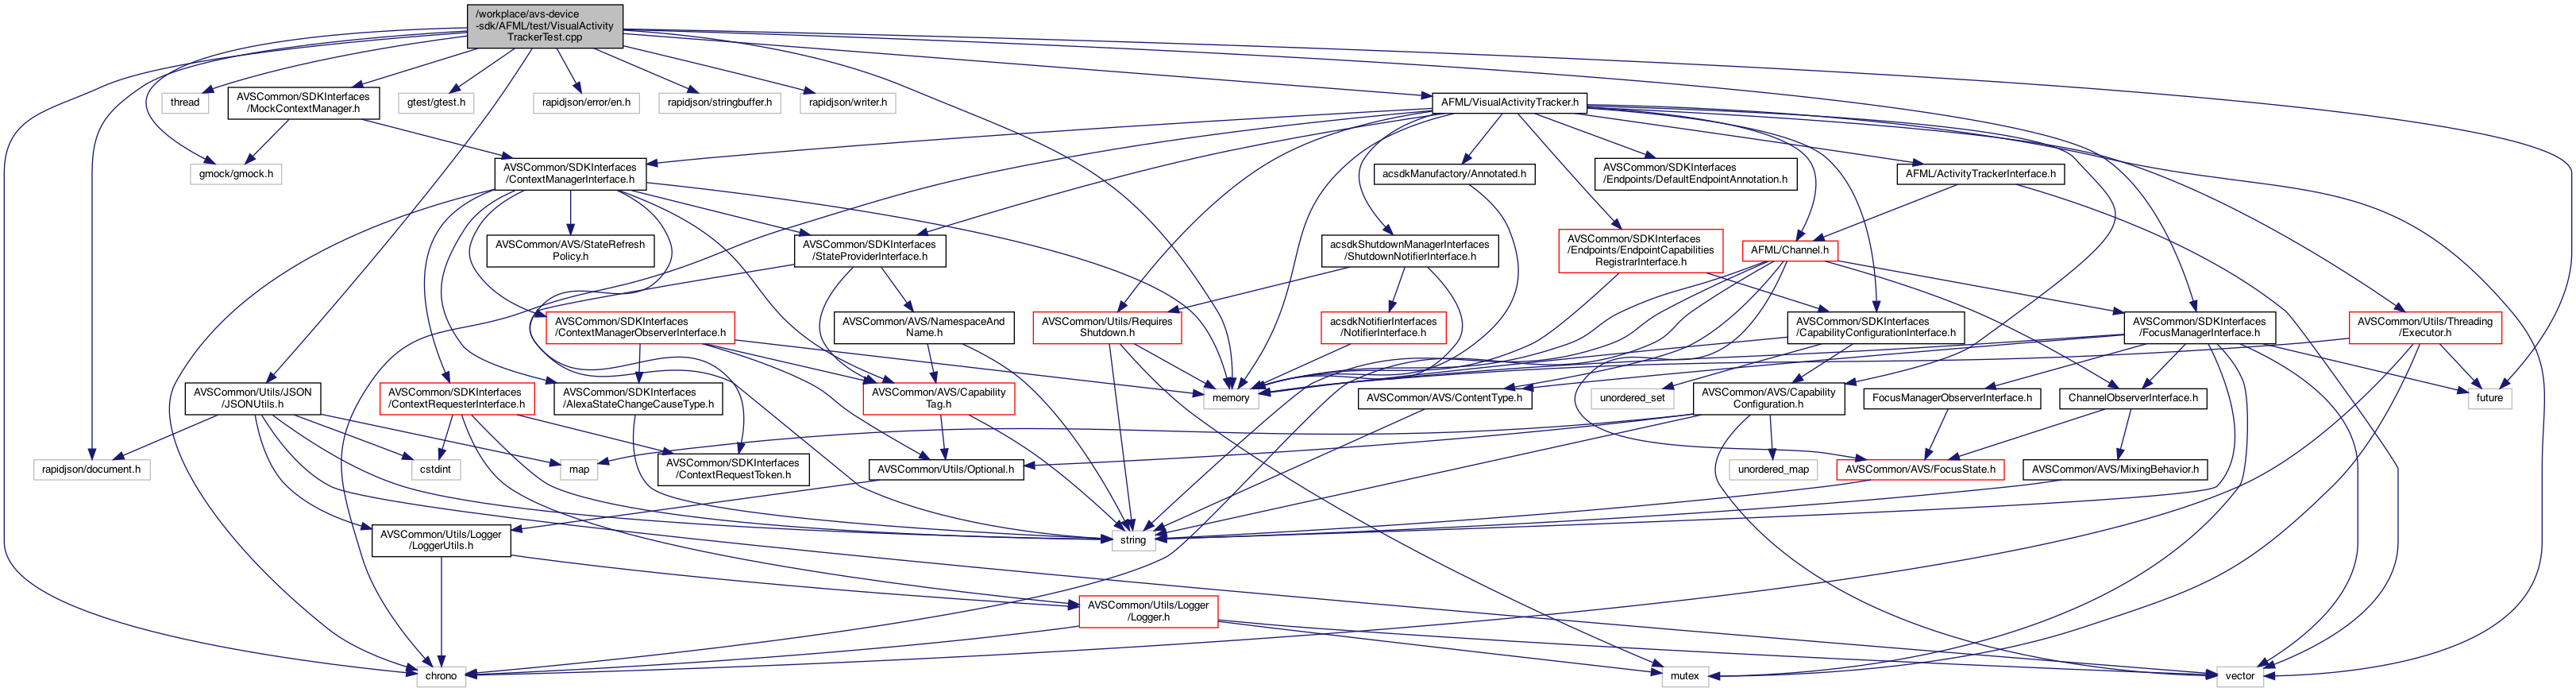 /workplace/avs-device
-sdk/AFML/test/VisualActivity
TrackerTest.cpp
thread
AVSCommon/SDKInterfaces
/MockContextManager.h
gtest/gtest.h
rapidjson/error/en.h
rapidjson/stringbuffer.h
rapidjson/writer.h
AFML/VisualActivityTracker.h
gmock/gmock.h
AVSCommon/SDKInterfaces
/ContextManagerInterface.h
acsdkManufactory/Annotated.h
AVSCommon/SDKInterfaces
/Endpoints/DefaultEndpointAnnotation.h
AFML/ActivityTrackerInterface.h
AVSCommon/AVS/StateRefresh
Policy.h
AVSCommon/SDKInterfaces
/StateProviderInterface.h
acsdkShutdownManagerInterfaces
/ShutdownNotifierInterface.h
AVSCommon/SDKInterfaces
/Endpoints/EndpointCapabilities
RegistrarInterface.h
AFML/Channel.h
AVSCommon/SDKInterfaces
/ContextManagerObserverInterface.h
AVSCommon/AVS/NamespaceAnd
Name.h
AVSCommon/Utils/Requires
Shutdown.h
acsdkNotifierInterfaces
/NotifierInterface.h
AVSCommon/SDKInterfaces
/CapabilityConfigurationInterface.h
AVSCommon/SDKInterfaces
/FocusManagerInterface.h
AVSCommon/Utils/Threading
/Executor.h
AVSCommon/Utils/JSON
/JSONUtils.h
AVSCommon/SDKInterfaces
/ContextRequesterInterface.h
AVSCommon/SDKInterfaces
/AlexaStateChangeCauseType.h
AVSCommon/AVS/Capability
Tag.h
memory
AVSCommon/AVS/ContentType.h
unordered_set
AVSCommon/AVS/Capability
Configuration.h
FocusManagerObserverInterface.h
ChannelObserverInterface.h
future
rapidjson/document.h
cstdint
map
AVSCommon/SDKInterfaces
/ContextRequestToken.h
AVSCommon/Utils/Optional.h
unordered_map
AVSCommon/AVS/FocusState.h
AVSCommon/AVS/MixingBehavior.h
AVSCommon/Utils/Logger
/LoggerUtils.h
string
AVSCommon/Utils/Logger
/Logger.h
chrono
mutex
vector